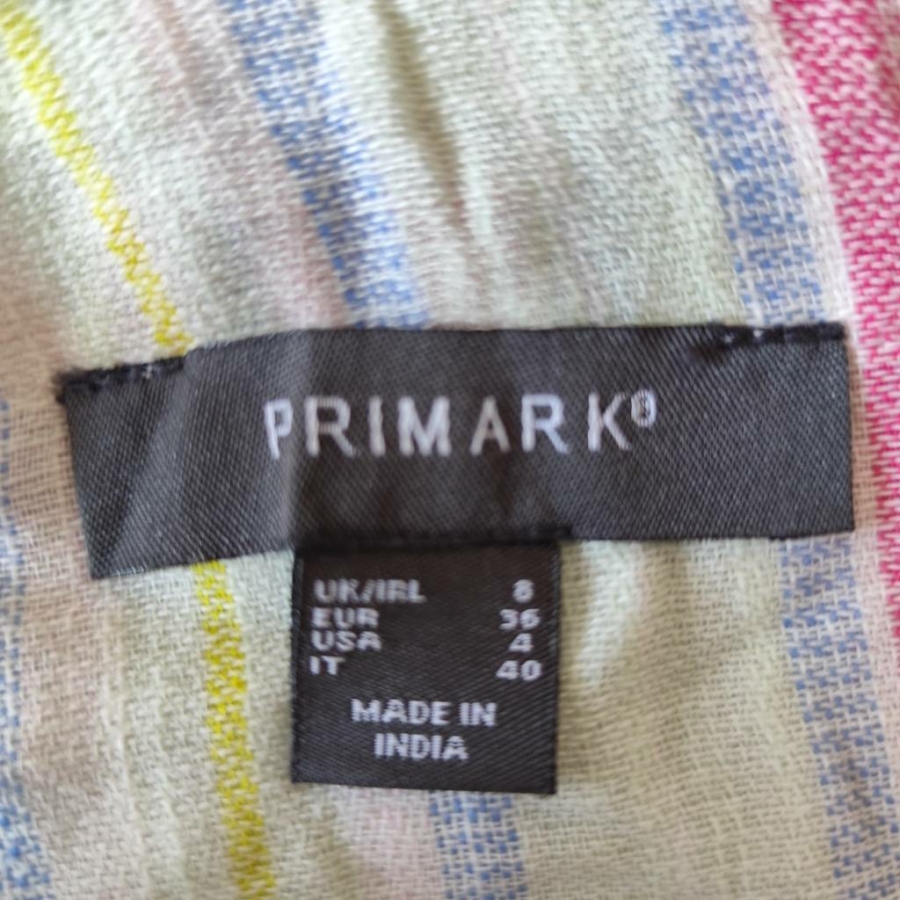 PRIMARK®
UK/IRL 8
EUR 36
USA 4
IT 40
MADE IN
INDIA